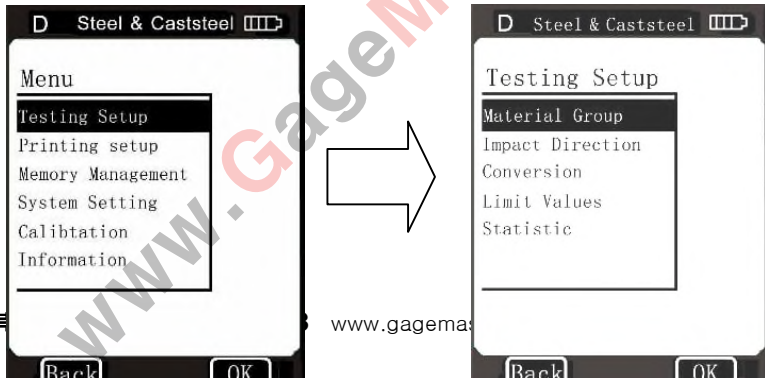 D Steel & Caststeel
Menu
Testing Setup
Printing setup
Memory Management
System Setting
Calibtation
Information
Back OK
D Steel & Caststeel
Testing Setup
Material Group
Impact Direction
Conversion
Limit Values
Statistic
Back OK
www.gagemas
www.GageM